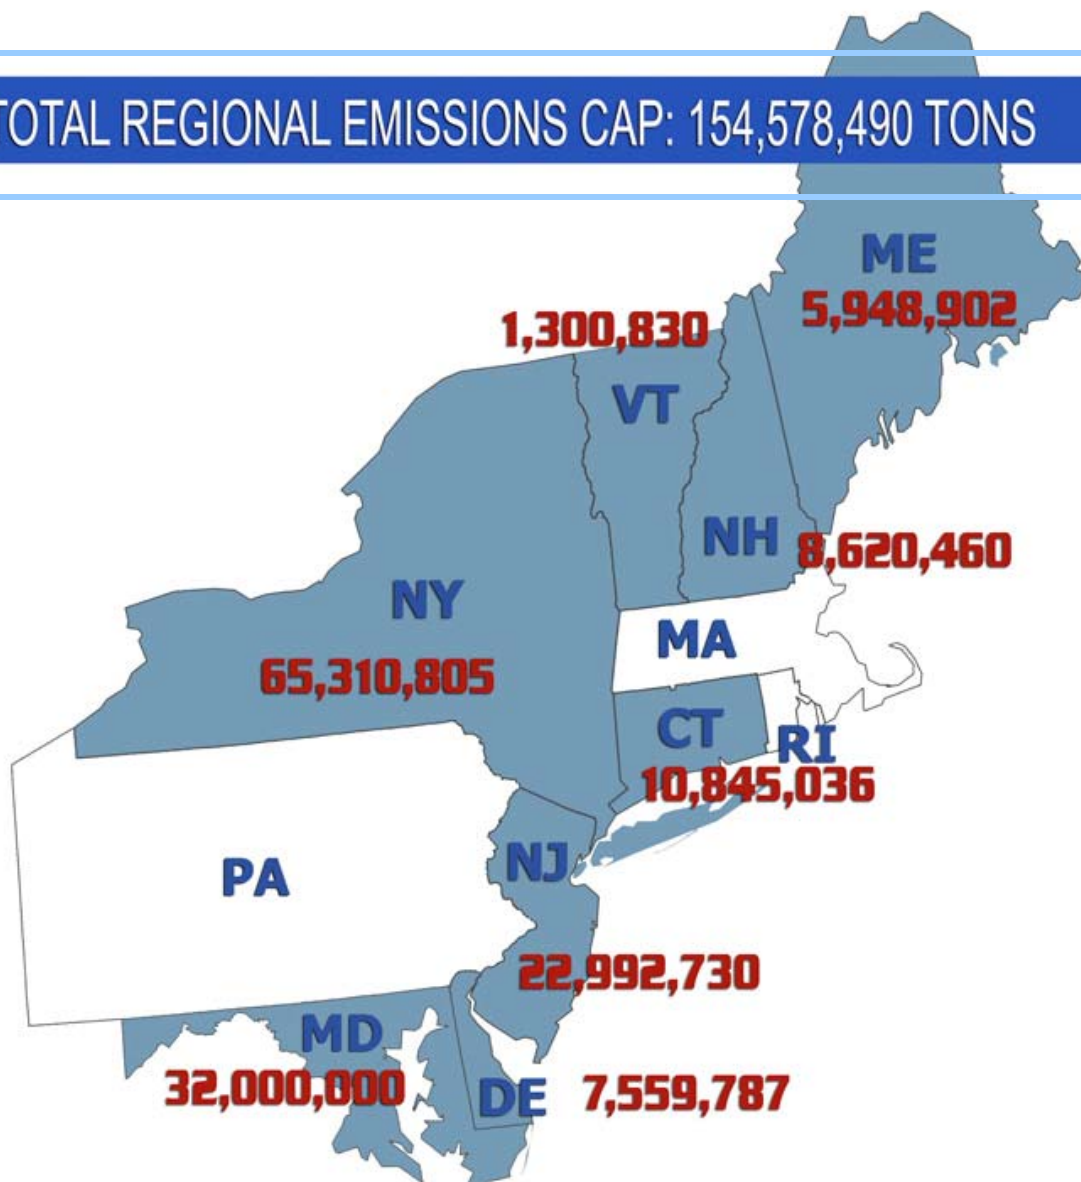 TOTAL REGIONAL EMISSIONS CAP: 154,578,490 TONS
ME
5,948,902
1,300,830
VT
NH
8,620,460
NY
65,310,805
MA
CT
RI
10,845,036
NJ
PA
22,992,730
MD
32,000,000
DE
7,559,787